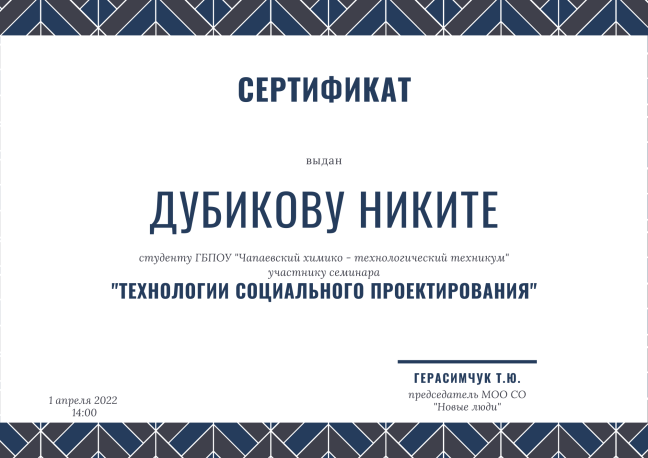 СЕРТИФИКАТ
выдан
ДУБИКОВУ НИКИТЕ
студенту ГБПОУ "Чапаевский химико - технологический техникум"
участнику семинара
"ТЕХНОЛОГИИ СОЦИАЛЬНОГО ПРОЕКТИРОВАНИЯ"
ГЕРАСИМЧУК Т.Ю.
председатель МОО СО
"Новые люди"
1 апреля 2022
14:00